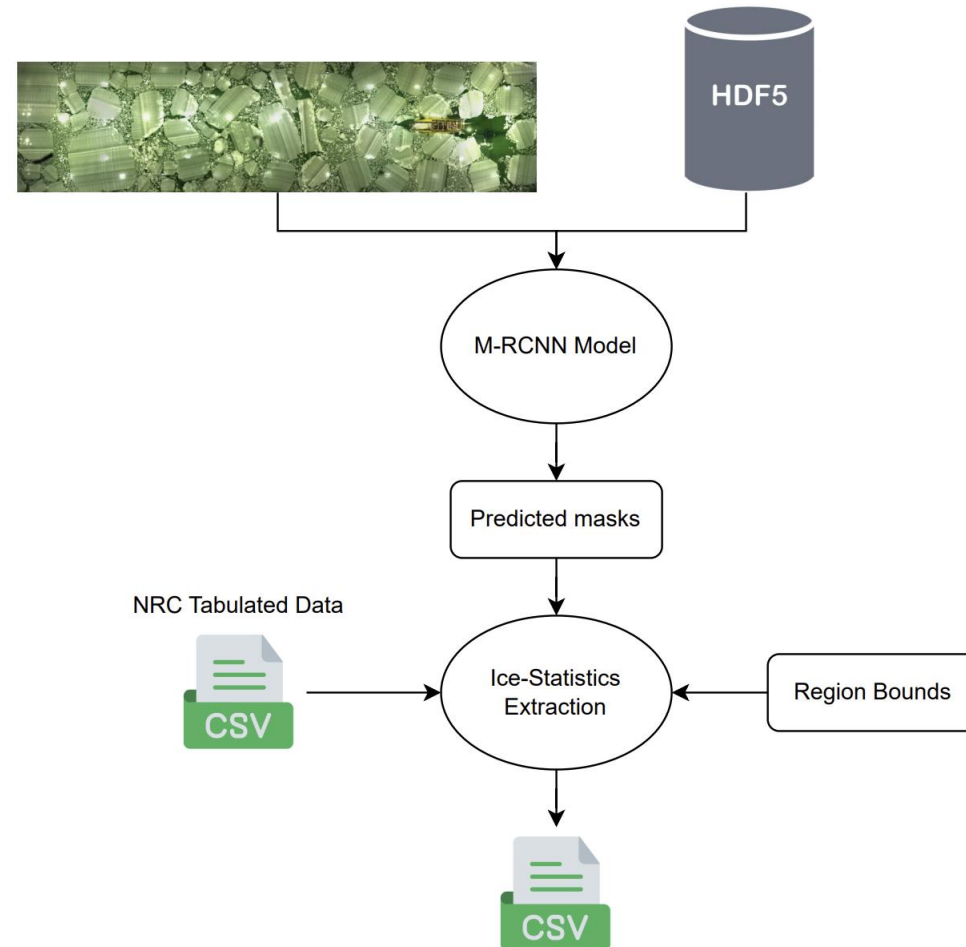 HDF5
M-RCNN Model
Predicted masks
NRC Tabulated Data
CSV
Ice-Statistics
Extraction
Region Bounds
CSV